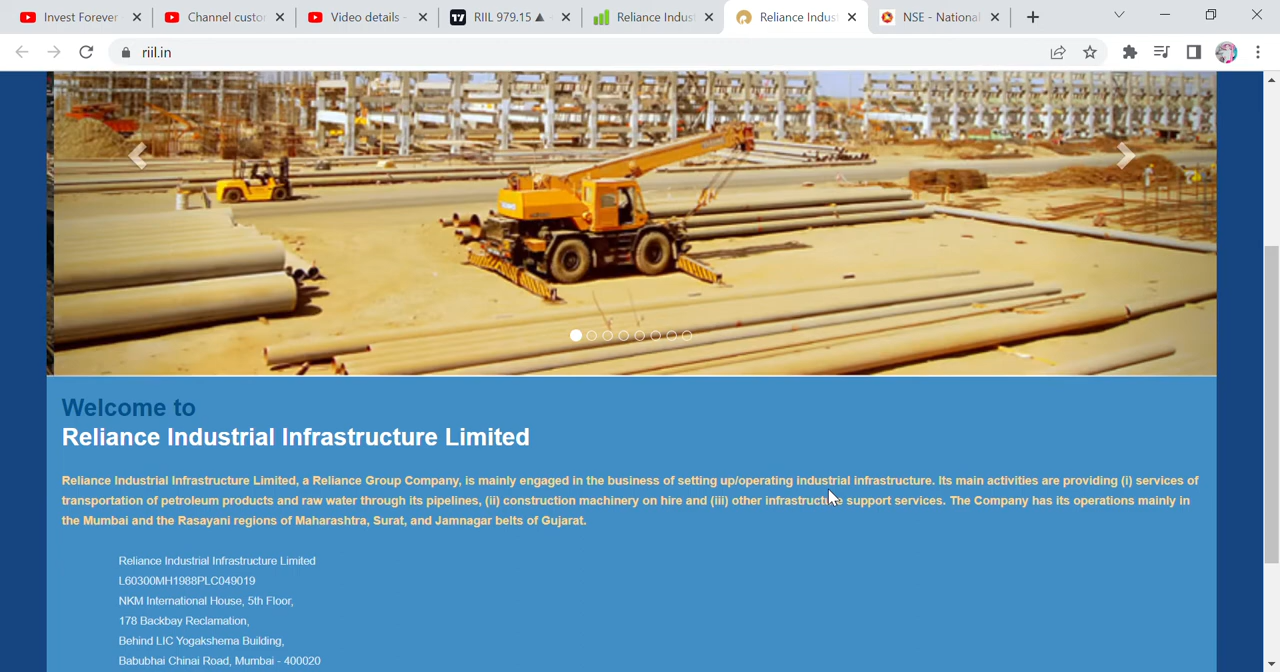 Invest Forever
Channel custo
Video details -
RIIL 979.15 ▲
Reliance Indus
Reliance Indus
NSE - National
riil.in
Welcome to
Reliance Industrial Infrastructure Limited
Reliance Industrial Infrastructure Limited, a Reliance Group Company, is mainly engaged in the business of setting up/operating industrial infrastructure. Its main activities are providing (i) services of
transportation of petroleum products and raw water through its pipelines, (ii) construction machinery on hire and (iii) other infrastructure support services. The Company has its operations mainly in
the Mumbai and the Rasayani regions of Maharashtra, Surat, and Jamnagar belts of Gujarat.
Reliance Industrial Infrastructure Limited
L60300MH1988PLC049019
NKM International House, 5th Floor,
178 Backbay Reclamation,
Behind LIC Yogakshema Building,
Babubhai Chinai Road, Mumbai - 400020